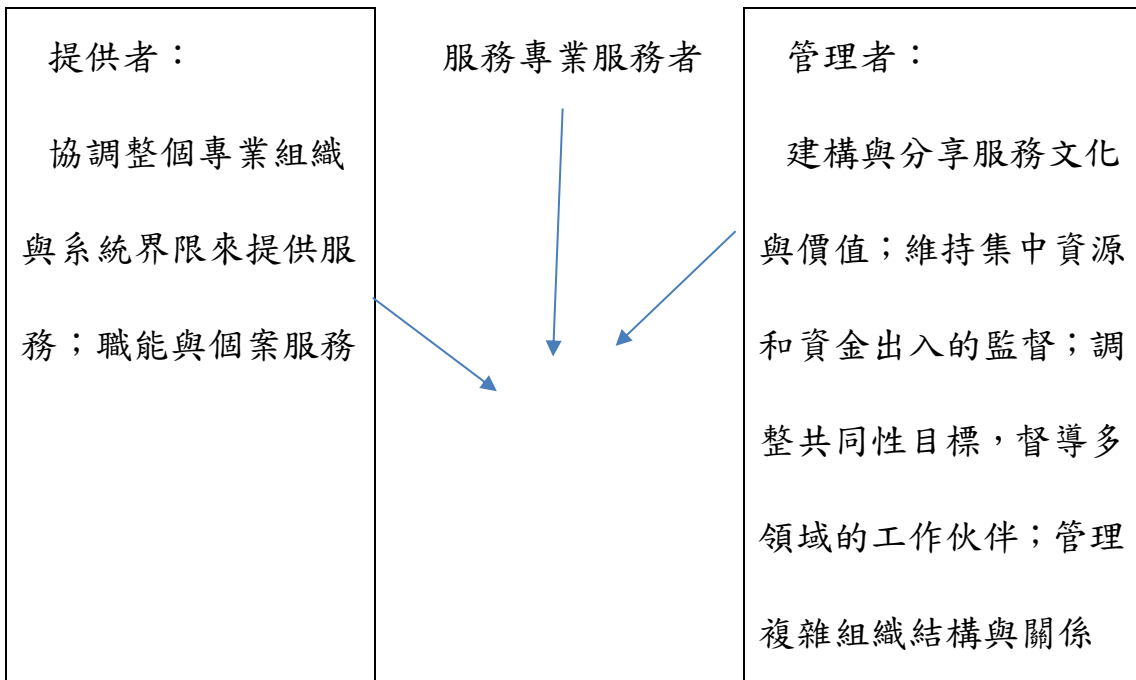 提供者：
協調整個專業組織
與系統界限來提供服
務；職能與個案服務
服務專業服務者
管理者：
建構與分享服務文化
與價值；維持集中資源
和資金出入的監督；調
整共同性目標，督導多
領域的工作伙伴；管理
複雜組織結構與關係